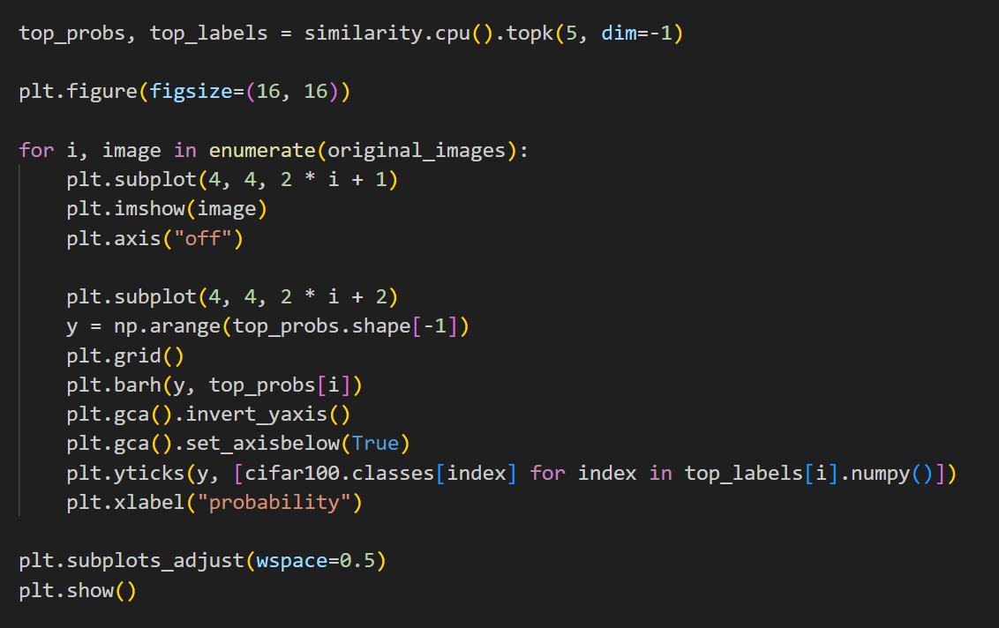 top_probs, top_labels = similarity.cpu().topk(5, dim=-1)

plt.figure(figsize=(16, 16))

for i, image in enumerate(original_images):
    plt.subplot(4, 4, 2 * i + 1)
    plt.imshow(image)
    plt.axis("off")

    plt.subplot(4, 4, 2 * i + 2)
    y = np.arange(top_probs.shape[-1])
    plt.grid()
    plt.barh(y, top_probs[i])
    plt.gca().invert_yaxis()
    plt.gca().set_axisbelow(True)
    plt.yticks(y, [cifar100.classes[index] for index in top_labels[i].numpy()])
    plt.xlabel("probability")

plt.subplots_adjust(wspace=0.5)
plt.show()